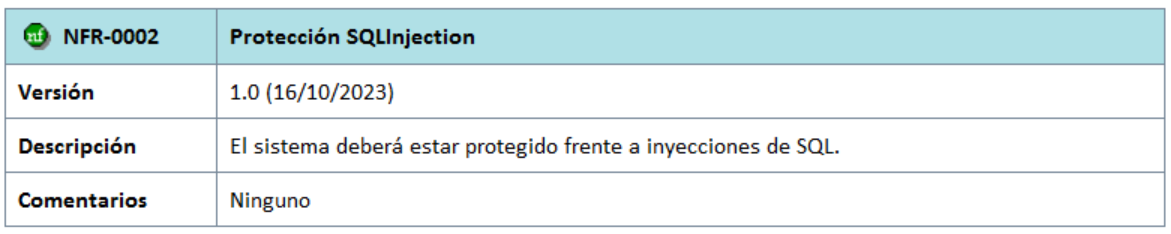 nf NFR-0002 Protección SQLInjection
Versión 1.0 (16/10/2023)
Descripción El sistema deberá estar protegido frente a inyecciones de SQL.
Comentarios Ninguno